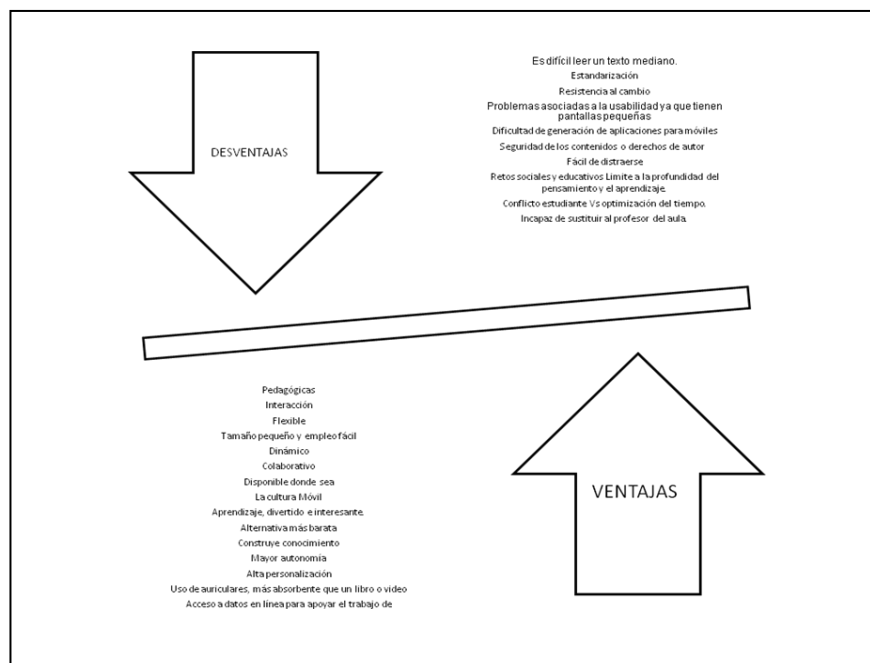 DESVENTAJAS
Es difícil leer un texto mediano.
Estandarización
Resistencia al cambio
Problemas asociadas a la usabilidad ya que tienen
pantallas pequeñas
Dificultad de generación de aplicaciones para móviles
Seguridad de los contenidos o derechos de autor
Fácil de distraerse
Retos sociales y educativos Limite a la profundidad del
pensamiento y el aprendizaje.
Conflicto estudiante Vs optimización del tiempo.
Incapaz de sustituir al profesor del aula.
Pedagógicas
Interacción
Flexible
Tamaño pequeño y empleo fácil
Dinámico
Colaborativo
Disponible donde sea
La cultura Móvil
Aprendizaje, divertido e interesante.
Alternativa más barata
Construye conocimiento
Mayor autonomía
Alta personalización
Uso de auriculares, más absorbente que un libro o video
Acceso a datos en línea para apoyar el trabajo de
VENTAJAS